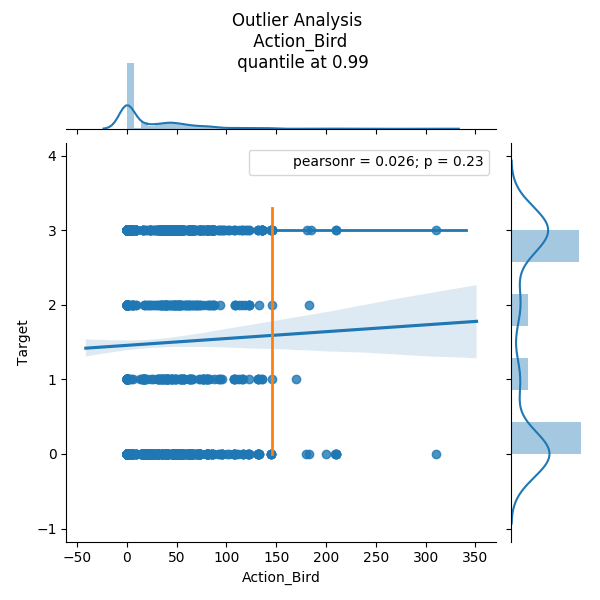 Outlier Analysis
Action_Bird
quantile at 0.99
pearsonr = 0.026; p = 0.23
4
3
2
1
0
−1
Target
−50
0
50
100
150
200
250
300
350
Action_Bird